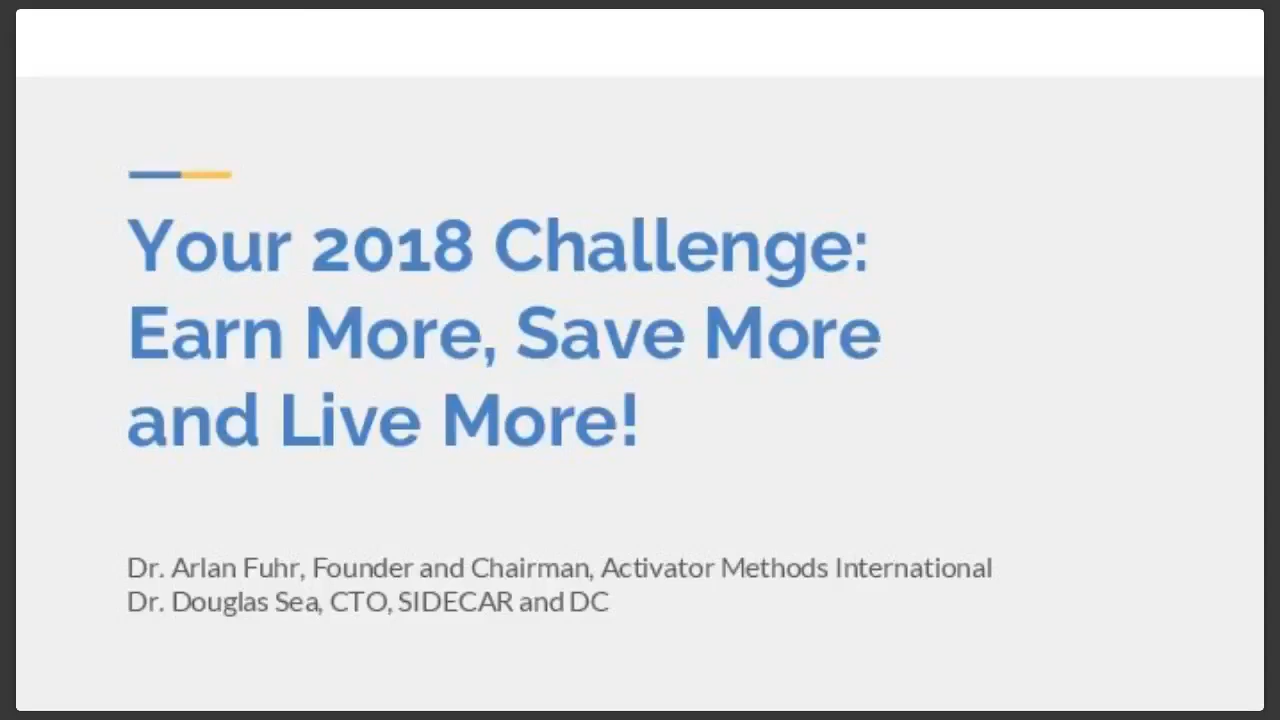 Your 2018 Challenge:
Earn More, Save More
and Live More!
Dr. Arlan Fuhr, Founder and Chairman, Activator Methods International
Dr. Douglas Sea, CTO, SIDECAR and DC